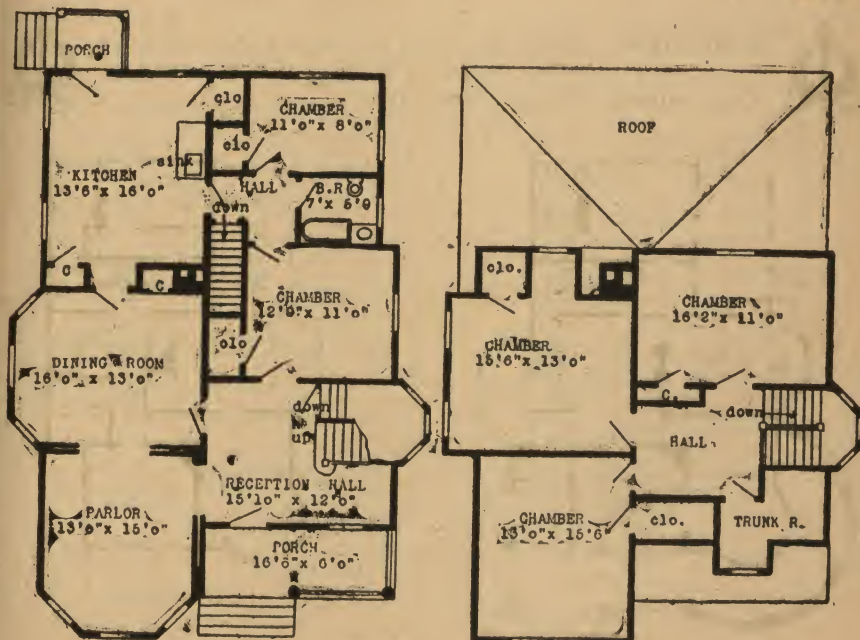 PORCH
clo
CHAMBER
11'0" x 8'0"
clo
sink
KITCHEN
13'6" x 16'0
HALL
B.R
7' x 5'9
down
C
C
CHAMBER
12'9" x 11'0
clo
DINING ROOM
16'0" x 13'0
down
up
RECEPTION HALL
15'10" x 12'0
PARLOR
13'6 x 15'0
PORCH
16'6" x 6'0"
ROOF
clo.
C
CHAMBER
16'2" x 11'0
CHAMBER
15'6" x 13'0
C.
down
HALL
CHAMBER
13'0" x 15'6
clo.
TRUNK R.